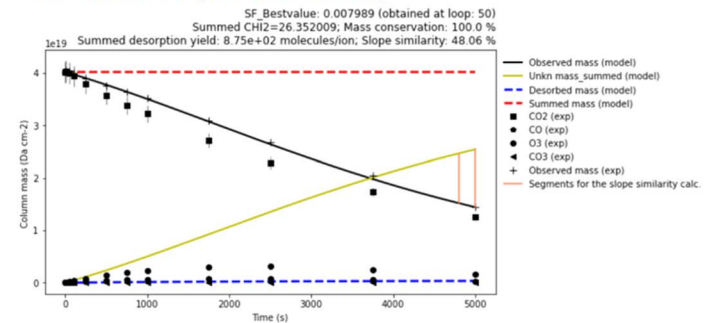 SF_Bestvalue: 0.007989 (obtained at loop: 50)
Summed CHI2=26.352009; Mass conservation: 100.0 %
Summed desorption yield: 8.75e+02 molecules/ion; Slope similarity: 48.06 %
1e19
4
3
2
1
0
Column mass (Da cm-2)
0
1000
2000
3000
4000
5000
Time (s)
Observed mass (model)
Unkn mass_summed (model)
Desorbed mass (model)
Summed mass (model)
CO2 (exp)
CO (exp)
O3 (exp)
CO3 (exp)
Observed mass (exp)
Segments for the slope similarity calc.